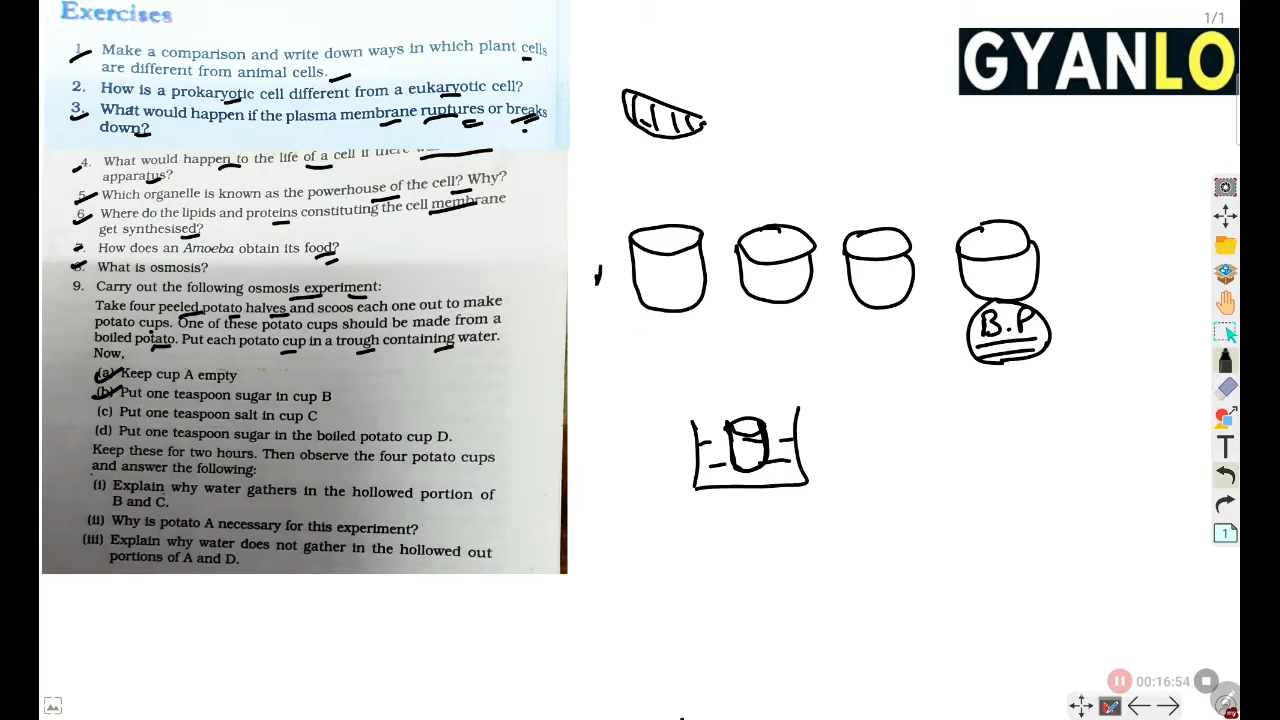 Exercises
1. Make a comparison and write down ways in which plant cells
are different from animal cells.
2. How is a prokaryotic cell different from a eukaryotic cell?
3. What would happen if the plasma membrane ruptures or breaks
down?
4. What would happen to the life of a cell if there
apparatus?
5. Which organelle is known as the powerhouse of the cell? Why?
6. Where do the lipids and proteins constituting the cell membrane
get synthesised?
7. How does an Amoeba obtain its food?
8. What is osmosis?
9. Carry out the following osmosis experiment:
Take four peeled potato halves and scoos each one out to make
potato cups. One of these potato cups should be made from a
boiled potato. Put each potato cup in a trough containing water.
Now,
(a) Keep cup A empty
(b) Put one teaspoon sugar in cup B
(c) Put one teaspoon salt in cup C
(d) Put one teaspoon sugar in the boiled potato cup D.
Keep these for two hours. Then observe the four potato cups
and answer the following:
(i) Explain why water gathers in the hollowed portion of
B and C.
(ii) Why is potato A necessary for this experiment?
(iii) Explain why water does not gather in the hollowed out
portions of A and D.
1/1
GYANLO
B.P
T
1
00:16:54